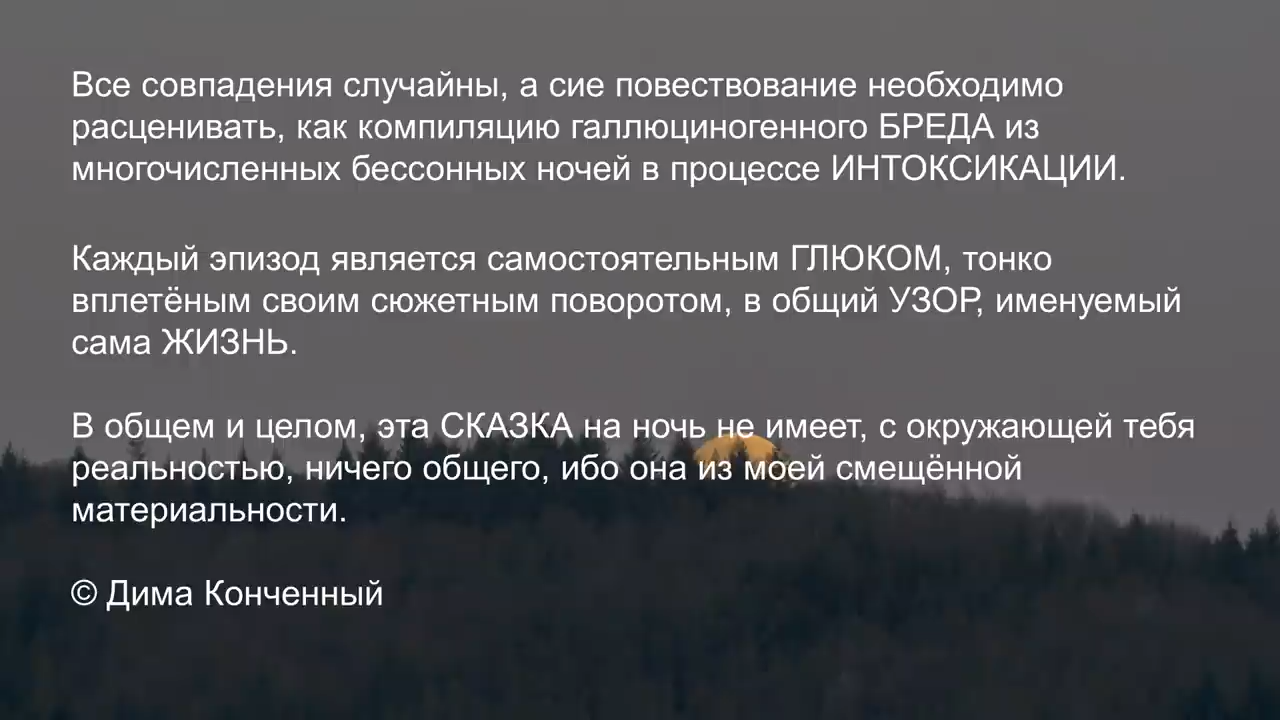 Все совпадения случайны, а сие повествование необходимо
расценивать, как компиляцию галлюциногенного БРЕДА из
многочисленных бессонных ночей в процессе ИНТОКСИКАЦИИ.
Каждый эпизод является самостоятельным ГЛЮКОМ, тонко
вплетёным своим сюжетным поворотом, в общий УЗОР, именуемый
сама ЖИЗНЬ.
В общем и целом, эта СКАЗКА на ночь не имеет, с окружающей тебя
реальностью, ничего общего, ибо она из моей смещённой
материальности.
© Дима Конченный